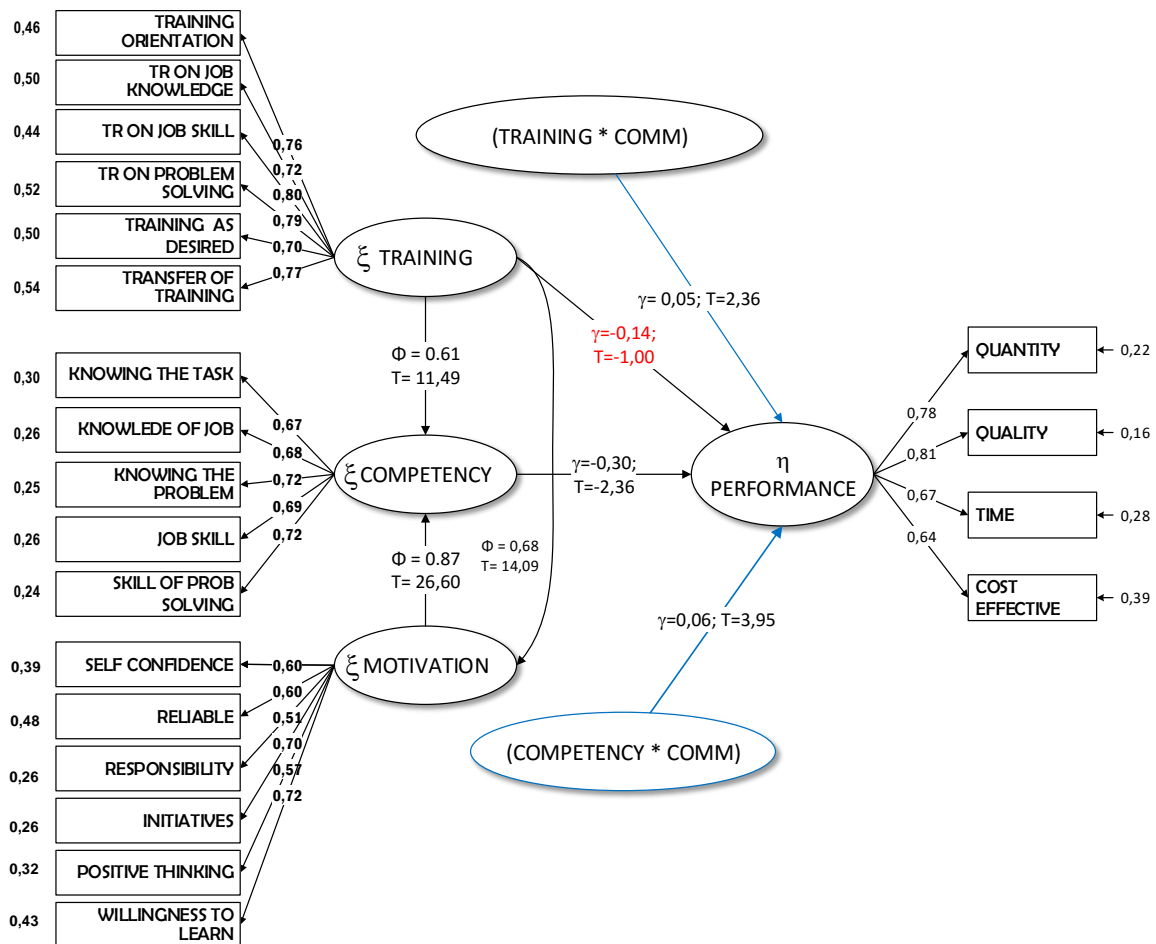 0,46
TRAINING
ORIENTATION
0,50
TR ON JOB
KNOWLEDGE
0,44
TR ON JOB SKILL
0,52
TR ON PROBLEM
SOLVING
0,50
TRAINING AS
DESIRED
0,54
TRANSFER OF
TRAINING
0,76
0,72
0,80
0,79
0,70
0,77
ξ TRAINING
(TRAINING * COMM)
γ= 0,05; T=2,36
γ=-0,14;
T=-1,00
Φ = 0.61
T= 11,49
0,30
KNOWING THE TASK
0,26
KNOWLEDE OF JOB
0,25
KNOWING THE
PROBLEM
0,26
JOB SKILL
0,24
SKILL OF PROB
SOLVING
0,67
0,68
0,72
0,69
0,72
ξ COMPETENCY
γ=-0,30;
T=-2,36
η
PERFORMANCE
Φ = 0.87
T= 26,60
Φ = 0,68
T= 14,09
0,78
0,81
0,67
0,64
QUANTITY
0,22
QUALITY
0,16
TIME
0,28
COST
EFFECTIVE
0,39
γ=0,06; T=3,95
0,39
SELF CONFIDENCE
0,48
RELIABLE
0,26
RESPONSIBILITY
0,26
INITIATIVES
0,32
POSITIVE THINKING
0,43
WILLINGNESS TO
LEARN
0,60
0,60
0,51
0,70
0,57
0,72
ξ MOTIVATION
(COMPETENCY * COMM)